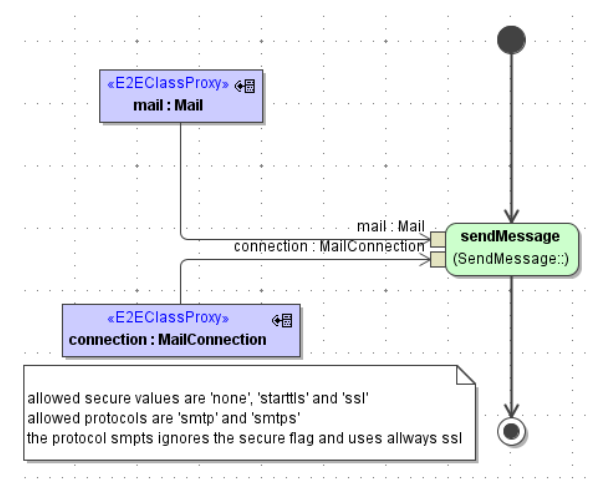 «E2EClassProxy»
mail : Mail
mail : Mail
connection : MailConnection
sendMessage
(SendMessage::)
«E2EClassProxy»
connection : MailConnection
allowed secure values are 'none', 'starttls' and 'ssl'
allowed protocols are 'smtp' and 'smtps'
the protocol smpts ignores the secure flag and uses allways ssl